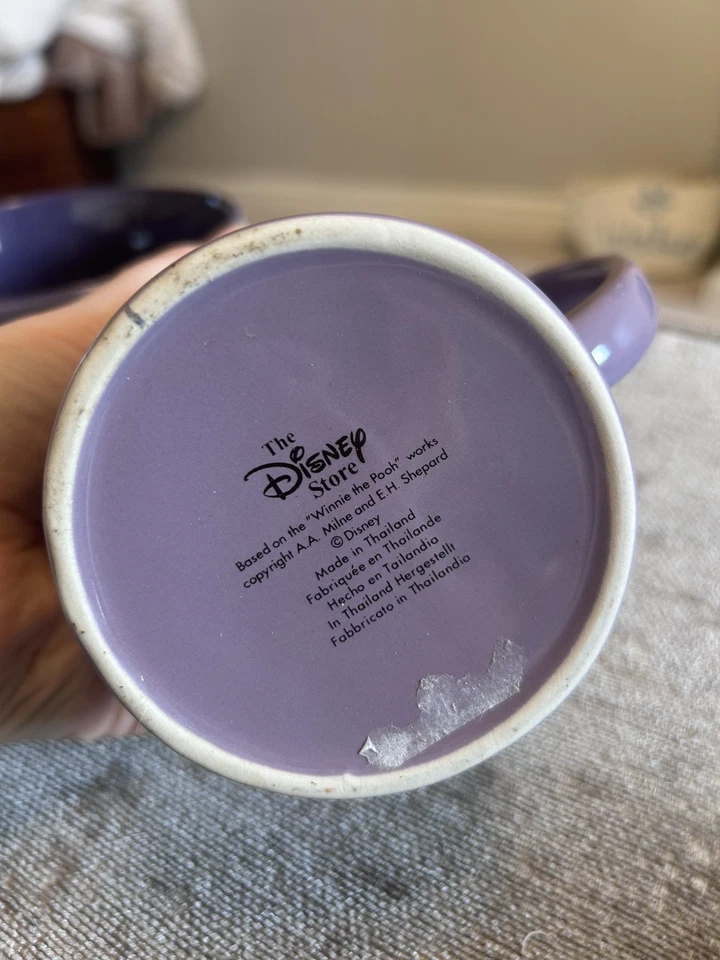 The
Disney
Store
Based on the "Winnie the Pooh" works
copyright A.A. Milne and E.H. Shepard
© Disney
Made in Thailand
Fabriquée en Thailande
Hecho en Tailandia
In Thailand Hergestellt
Fabbricato in Thailandia